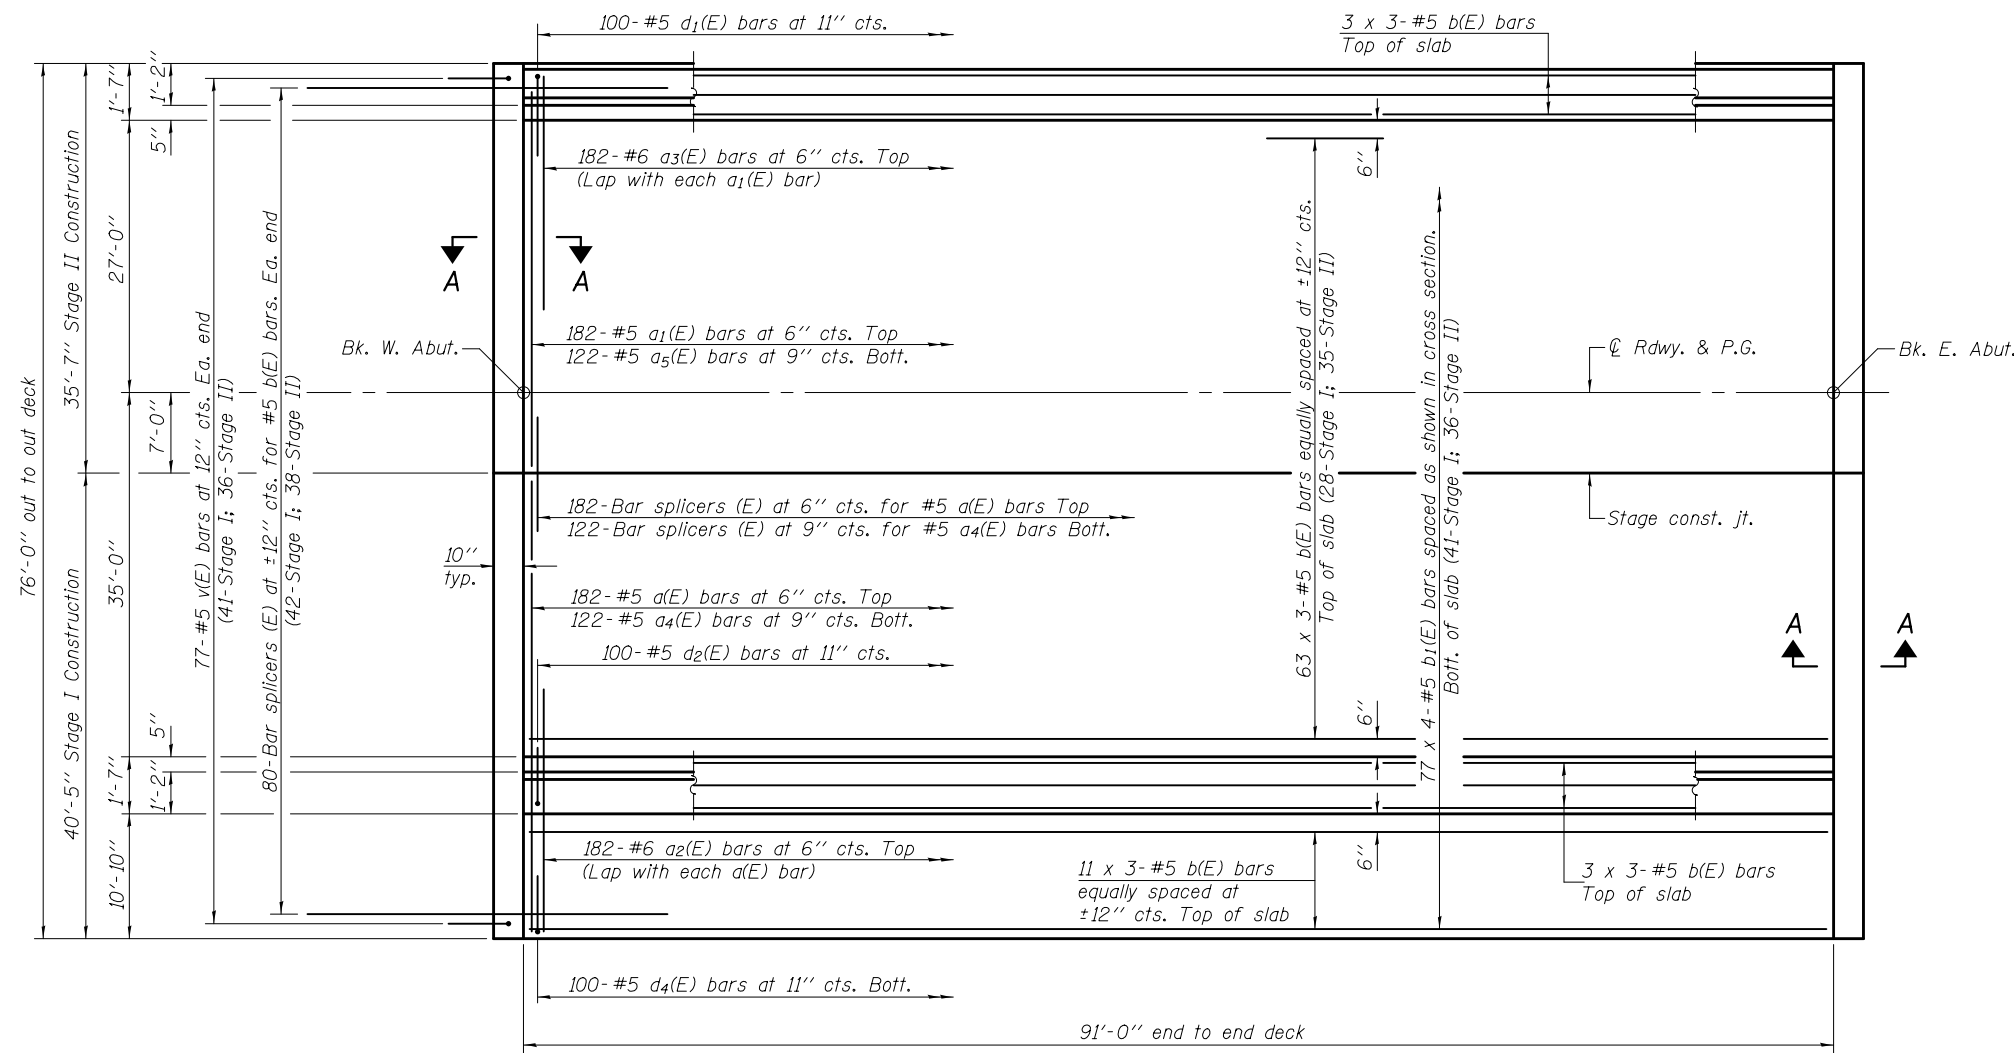 100-#5 d1(E) bars at 11'' cts.
3 x 3-#5 b(E) bars
Top of slab
1'-7''
1'-2''
5''
182-#6 a3(E) bars at 6'' cts. Top
(Lap with each a1(E) bar)
6''
76'-0'' out to out deck
35'-7'' Stage II Construction
27'-0''
77-#5 v(E) bars at 12'' cts. Ea. end
(41-Stage I; 36-Stage II)
80-Bar splicers (E) at ±12'' cts. for #5 b(E) bars. Ea. end
(42-Stage I; 38-Stage II)
A
A
63 x 3-#5 b(E) bars equally spaced at ±12'' cts.
Top of slab (28-Stage I; 35-Stage II)
77 x 4-#5 b1(E) bars spaced as shown in cross section.
Bott. of slab (41-Stage I; 36-Stage II)
182-#5 a1(E) bars at 6'' cts. Top
122-#5 a5(E) bars at 9'' cts. Bott.
Bk. W. Abut.
℄ Rdwy. & P.G.
Bk. E. Abut.
7'-0''
182-Bar splicers (E) at 6'' cts. for #5 a(E) bars Top
122-Bar splicers (E) at 9'' cts. for #5 a4(E) bars Bott.
Stage const. jt.
10''
typ.
40'-5'' Stage I Construction
35'-0''
182-#5 a(E) bars at 6'' cts. Top
122-#5 a4(E) bars at 9'' cts. Bott.
100-#5 d2(E) bars at 11'' cts.
A
A
5''
1'-7''
1'-2''
6''
10'-10''
182-#6 a2(E) bars at 6'' cts. Top
(Lap with each a(E) bar)
11 x 3-#5 b(E) bars
equally spaced at
±12'' cts. Top of slab
6''
3 x 3-#5 b(E) bars
Top of slab
100-#5 d4(E) bars at 11'' cts. Bott.
91'-0'' end to end deck